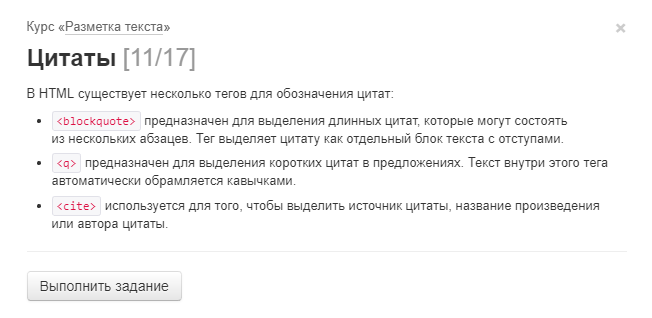 Курс «Разметка текста»
×
Цитаты [11/17]
В HTML существует несколько тегов для обозначения цитат:
• <blockquote> предназначен для выделения длинных цитат, которые могут состоять
из нескольких абзацев. Тег выделяет цитату как отдельный блок текста с отступами.
• <q> предназначен для выделения коротких цитат в предложениях. Текст внутри этого тега
автоматически обрамляется кавычками.
• <cite> используется для того, чтобы выделить источник цитаты, название произведения
или автора цитаты.
Выполнить задание